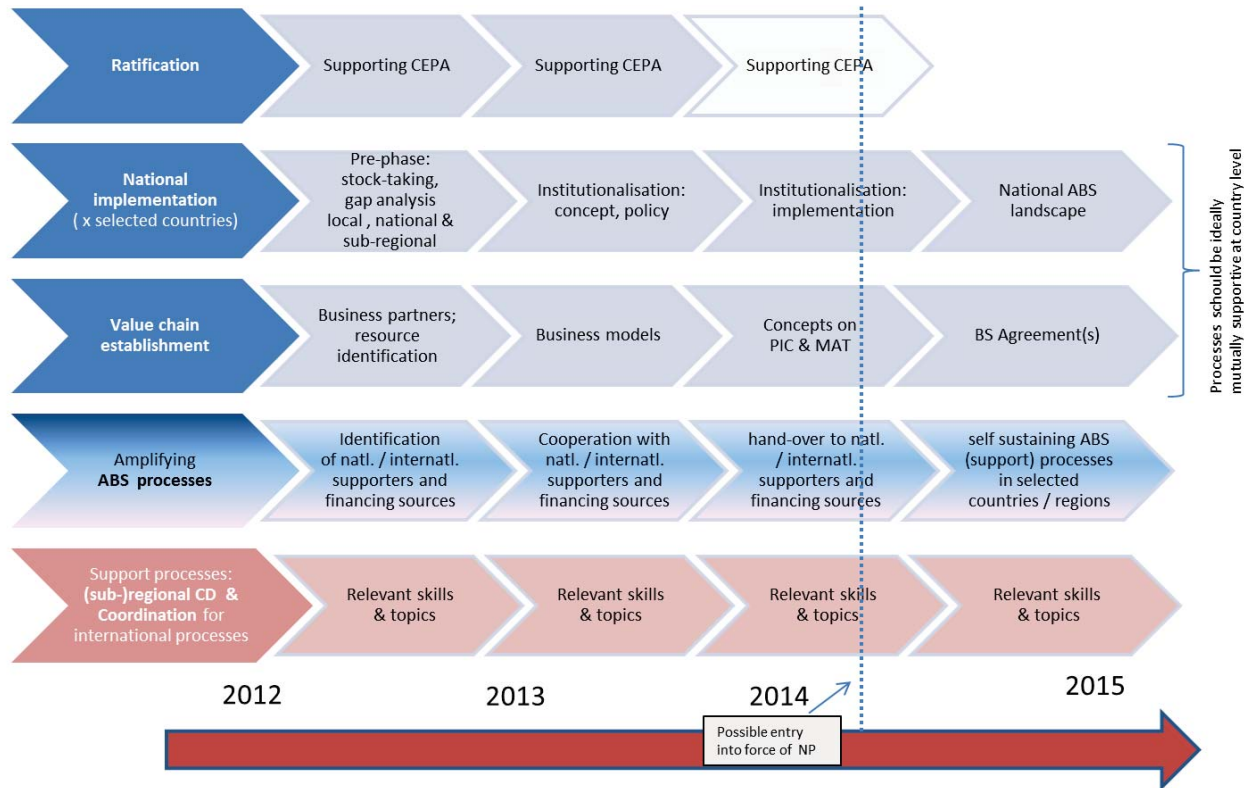 Ratification
Supporting CEPA
Supporting CEPA
Supporting CEPA
National
implementation
( x selected countries)
Pre-phase:
stock-taking,
gap analysis
local , national &
sub-regional
Institutionalisation:
concept, policy
Institutionalisation:
implementation
National ABS
landscape
Value chain
establishment
Business partners;
resource
identification
Business models
Concepts on
PIC & MAT
BS Agreement(s)
Processes schould be ideally
mutually supportive at country level
Amplifying
ABS processes
Identification
of natl. / internatl.
supporters and
financing sources
Cooperation with
natl. / internatl.
supporters and
financing sources
hand-over to natl.
/ internatl.
supporters and
financing sources
self sustaining ABS
(support) processes
in selected
countries / regions
Support processes:
(sub-)regional CD &
Coordination for
international processes
Relevant skills
& topics
Relevant skills
& topics
Relevant skills
& topics
Relevant skills
& topics
2012
2013
2014
2015
Possible entry
into force of NP